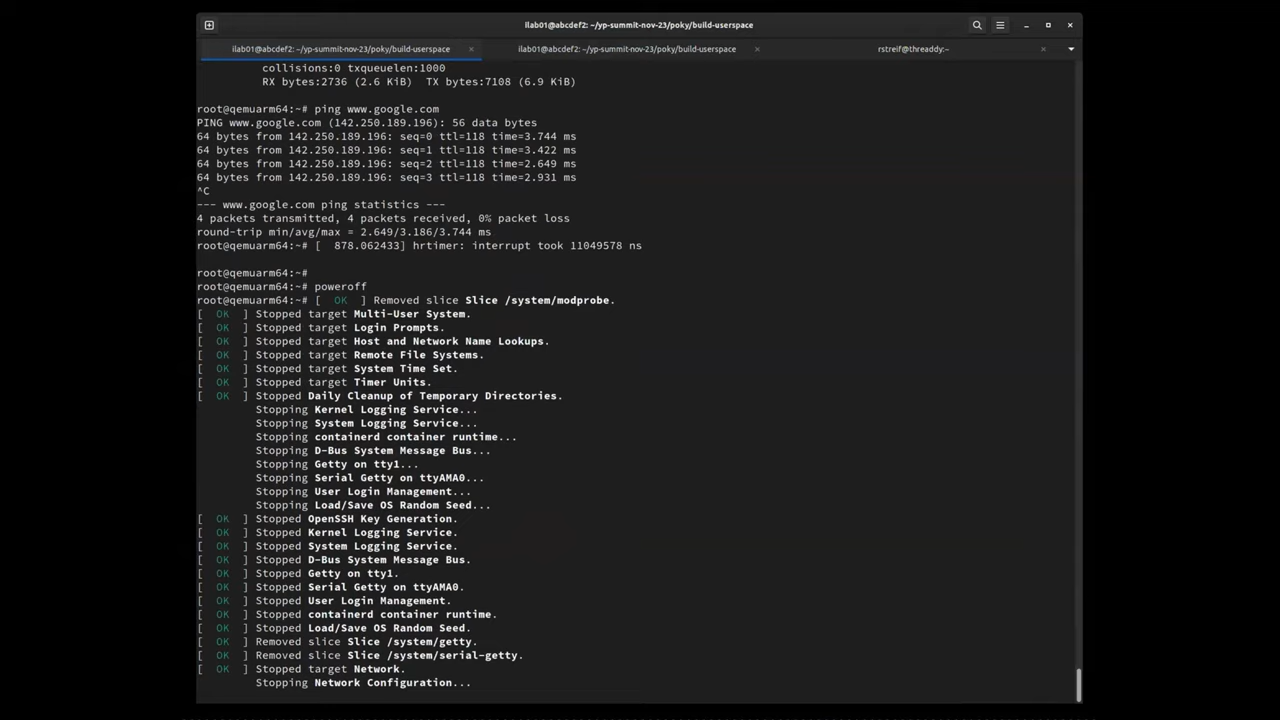 ilab01@abcdef2: ~/yp-summit-nov-23/poky/build-userspace
ilab01@abcdef2: ~/yp-summit-nov-23/poky/build-userspace × ilab01@abcdef2: ~/yp-summit-nov-23/poky/build-userspace × rstreif@threaddy:~ ×
collisions:0 txqueuelen:1000
RX bytes:2736 (2.6 KiB)  TX bytes:7108 (6.9 KiB)
root@qemuarm64:~# ping www.google.com
PING www.google.com (142.250.189.196): 56 data bytes
64 bytes from 142.250.189.196: seq=0 ttl=118 time=3.744 ms
64 bytes from 142.250.189.196: seq=1 ttl=118 time=3.422 ms
64 bytes from 142.250.189.196: seq=2 ttl=118 time=2.649 ms
64 bytes from 142.250.189.196: seq=3 ttl=118 time=2.931 ms
^C
--- www.google.com ping statistics ---
4 packets transmitted, 4 packets received, 0% packet loss
round-trip min/avg/max = 2.649/3.186/3.744 ms
root@qemuarm64:~# [  878.062433] hrtimer: interrupt took 11049578 ns
root@qemuarm64:~#
root@qemuarm64:~# poweroff
root@qemuarm64:~# [  OK  ] Removed slice Slice /system/modprobe.
[  OK  ] Stopped target Multi-User System.
[  OK  ] Stopped target Login Prompts.
[  OK  ] Stopped target Host and Network Name Lookups.
[  OK  ] Stopped target Remote File Systems.
[  OK  ] Stopped target System Time Set.
[  OK  ] Stopped target Timer Units.
[  OK  ] Stopped Daily Cleanup of Temporary Directories.
Stopping Kernel Logging Service...
Stopping System Logging Service...
Stopping containerd container runtime...
Stopping D-Bus System Message Bus...
Stopping Getty on tty1...
Stopping Serial Getty on ttyAMA0...
Stopping User Login Management...
Stopping Load/Save OS Random Seed...
[  OK  ] Stopped OpenSSH Key Generation.
[  OK  ] Stopped Kernel Logging Service.
[  OK  ] Stopped System Logging Service.
[  OK  ] Stopped D-Bus System Message Bus.
[  OK  ] Stopped Getty on tty1.
[  OK  ] Stopped Serial Getty on ttyAMA0.
[  OK  ] Stopped User Login Management.
[  OK  ] Stopped containerd container runtime.
[  OK  ] Stopped Load/Save OS Random Seed.
[  OK  ] Removed slice Slice /system/getty.
[  OK  ] Removed slice Slice /system/serial-getty.
[  OK  ] Stopped target Network.
Stopping Network Configuration...